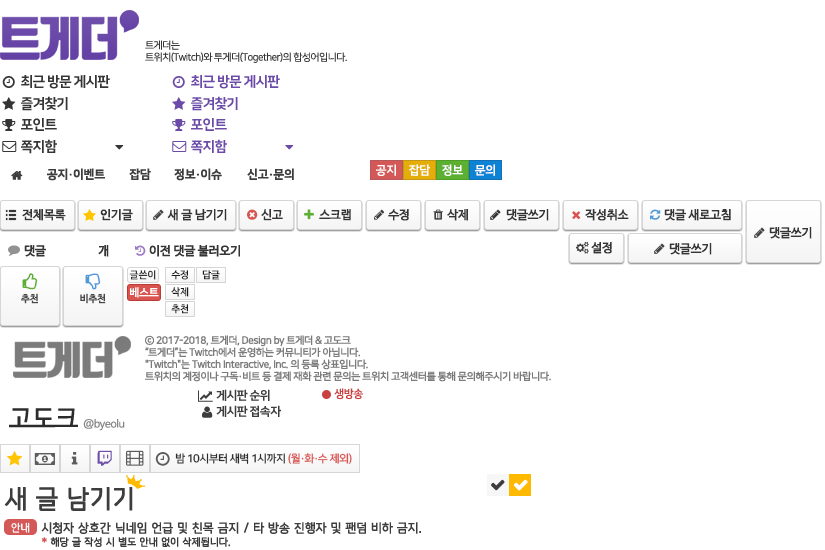 트게더
트게더는
트위치(Twitch)와 투게더(Together)의 합성어입니다.
최근 방문 게시판 최근 방문 게시판
즐겨찾기 즐겨찾기
포인트 포인트
쪽지함 쪽지함
공지·이벤트 잡담 정보·이슈 신고·문의 공지 잡담 정보 문의
전체목록 인기글 새 글 남기기 신고 스크랩 수정 삭제 댓글쓰기 작성취소 댓글 새로고침 댓글쓰기
댓글 개 이전 댓글 불러오기 설정 댓글쓰기
추천 비추천 글쓴이 수정 답글
베스트 삭제
추천
트게더
© 2017-2018, 트게더, Design by 트게더 & 고도크
"트게더"는 Twitch에서 운영하는 커뮤니티가 아닙니다.
"Twitch"는 Twitch Interactive, Inc. 의 등록 상표입니다.
트위치의 계정이나 구독·비트 등 결제 재화 관련 문의는 트위치 고객센터를 통해 문의해주시기 바랍니다.
게시판 순위 생방송
게시판 접속자
고도크 @byeolu
밤 10시부터 새벽 1시까지 (월·화·수 제외)
새 글 남기기
안내 시청자 상호간 닉네임 언급 및 친목 금지 / 타 방송 진행자 및 팬덤 비하 금지.
* 해당 글 작성 시 별도 안내 없이 삭제됩니다.